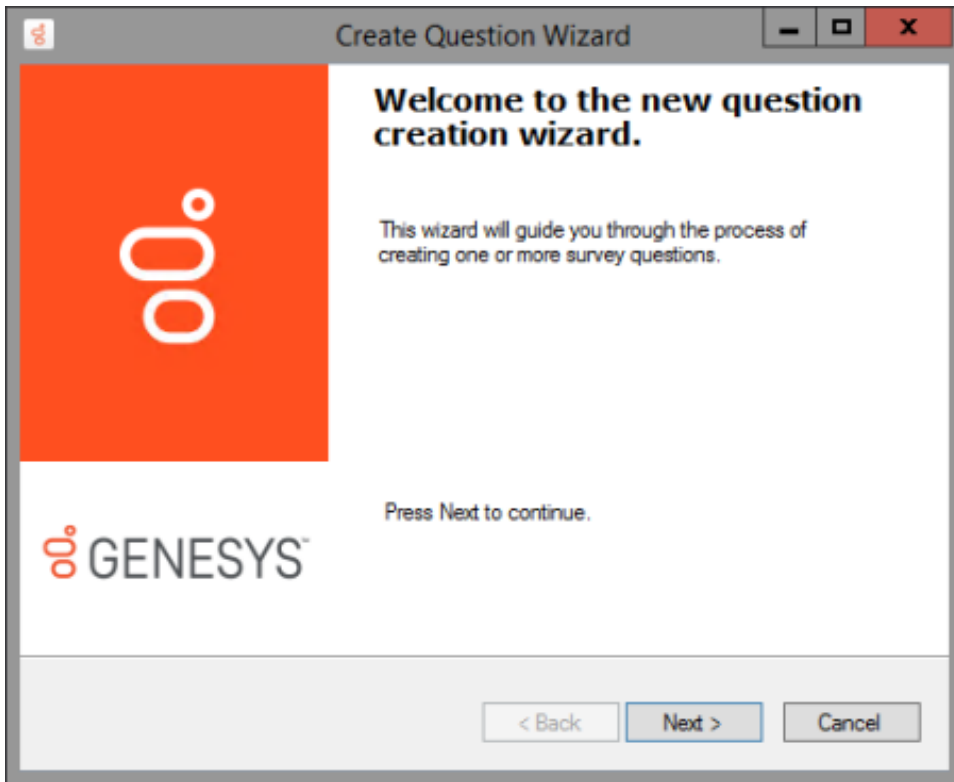 Create Question Wizard
Welcome to the new question
creation wizard.
This wizard will guide you through the process of
creating one or more survey questions.
Press Next to continue.
GENESYS™
< Back
Next >
Cancel